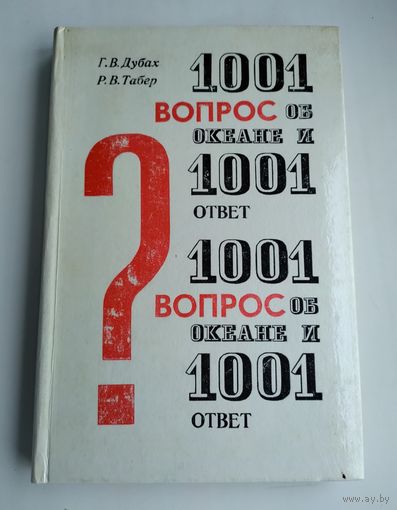 Г.В.Дубах
Р.В.Табер
1001
ВОПРОС ОБ
ОКЕАНЕ И
1001
ОТВЕТ
1001
ВОПРОС ОБ
ОКЕАНЕ И
1001
ОТВЕТ
?
www.ay.by